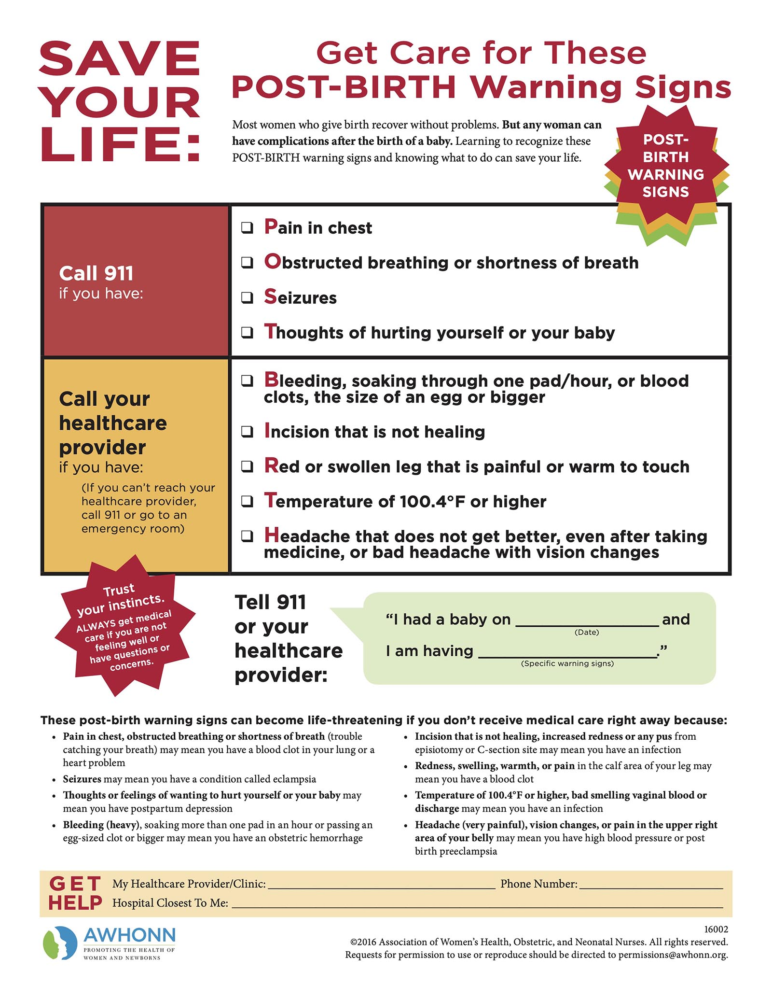 SAVE
YOUR
LIFE:
Get Care for These
POST-BIRTH Warning Signs
Most women who give birth recover without problems. But any woman can
have complications after the birth of a baby. Learning to recognize these
POST-BIRTH warning signs and knowing what to do can save your life.
POST-
BIRTH
WARNING
SIGNS
Call 911
if you have:
❑ Pain in chest
❑ Obstructed breathing or shortness of breath
❑ Seizures
❑ Thoughts of hurting yourself or your baby
Call your
healthcare
provider
if you have:
(If you can’t reach your
healthcare provider,
call 911 or go to an
emergency room)
❑ Bleeding, soaking through one pad/hour, or blood
clots, the size of an egg or bigger
❑ Incision that is not healing
❑ Red or swollen leg that is painful or warm to touch
❑ Temperature of 100.4°F or higher
❑ Headache that does not get better, even after taking
medicine, or bad headache with vision changes
Trust
your instincts.
ALWAYS get medical
care if you are not
feeling well or
have questions or
concerns.
Tell 911
or your
healthcare
provider:
“I had a baby on ________________ and
(Date)
I am having ____________________.”
(Specific warning signs)
These post-birth warning signs can become life-threatening if you don’t receive medical care right away because:
• Pain in chest, obstructed breathing or shortness of breath (trouble
catching your breath) may mean you have a blood clot in your lung or a
heart problem
• Seizures may mean you have a condition called eclampsia
• Thoughts or feelings of wanting to hurt yourself or your baby may
mean you have postpartum depression
• Bleeding (heavy), soaking more than one pad in an hour or passing an
egg-sized clot or bigger may mean you have an obstetric hemorrhage
• Incision that is not healing, increased redness or any pus from
episiotomy or C-section site may mean you have an infection
• Redness, swelling, warmth, or pain in the calf area of your leg may
mean you have a blood clot
• Temperature of 100.4°F or higher, bad smelling vaginal blood or
discharge may mean you have an infection
• Headache (very painful), vision changes, or pain in the upper right
area of your belly may mean you have high blood pressure or post
birth preeclampsia
GET
HELP
My Healthcare Provider/Clinic: ________________ Phone Number: ________________
Hospital Closest To Me: ________________
AWHONN
PROMOTING THE HEALTH OF
WOMEN AND NEWBORNS
16002
©2016 Association of Women’s Health, Obstetric, and Neonatal Nurses. All rights reserved.
Requests for permission to use or reproduce should be directed to permissions@awhonn.org.